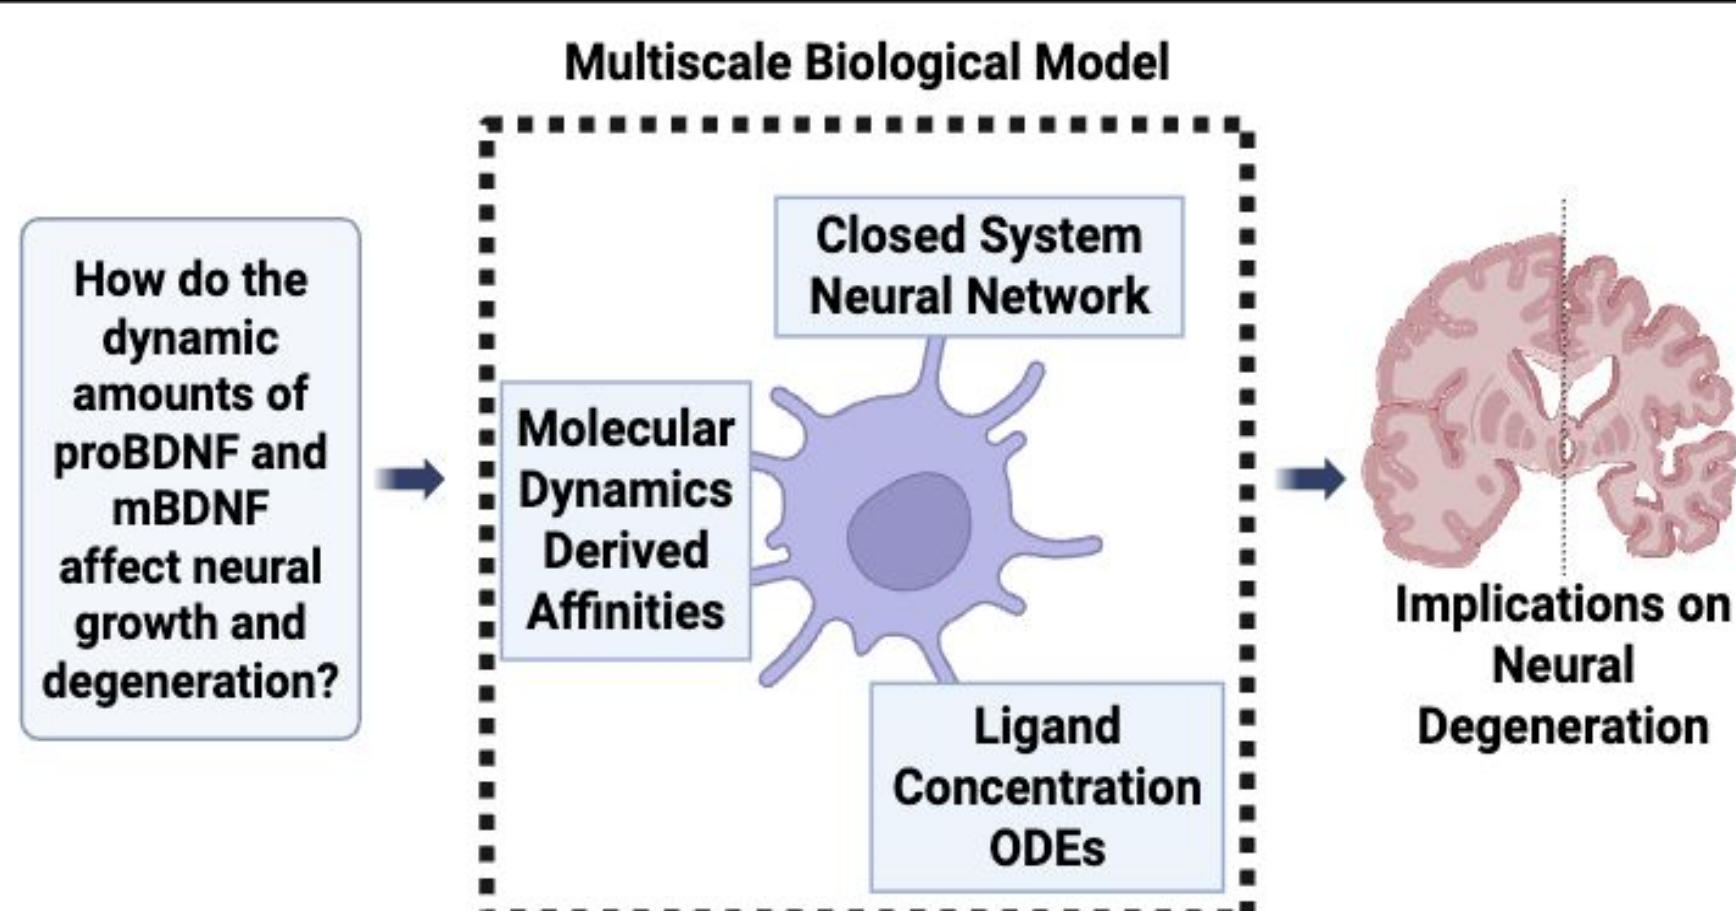 Multiscale Biological Model
How do the
dynamic
amounts of
proBDNF and
mBDNF
affect neural
growth and
degeneration?
Closed System
Neural Network
Molecular
Dynamics
Derived
Affinities
Ligand
Concentration
ODEs
Implications on
Neural
Degeneration